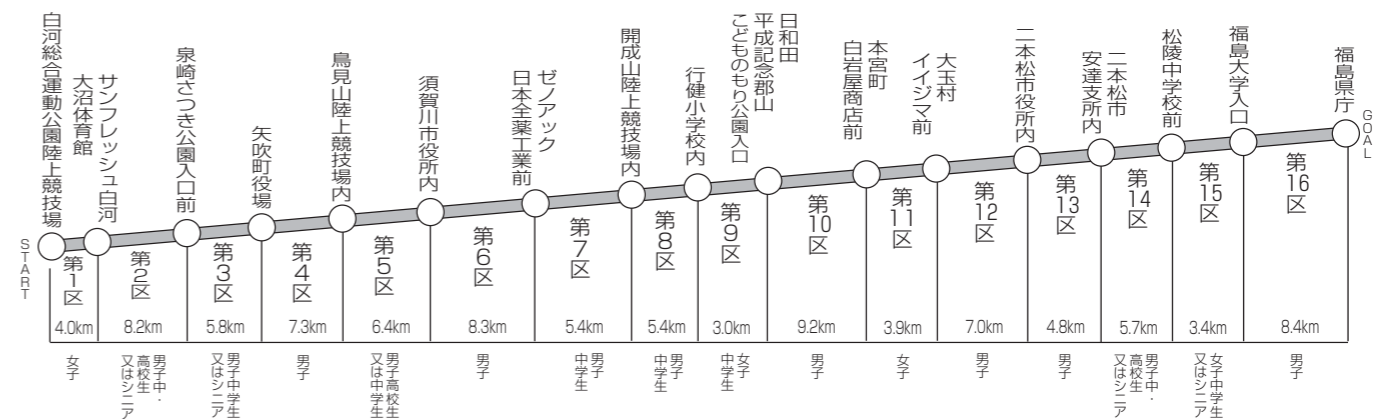 START
白河総合運動公園陸上競技場
サンフレッシュ白河
大沼体育館
泉崎さつき公園入口前
矢吹町役場
鳥見山陸上競技場内
須賀川市役所内
ゼノアック
日本全薬工業前
開成山陸上競技場内
行健小学校内
日和田
平成記念郡山
こどものもり公園入口
本宮町
白岩屋商店前
大玉村
イイジマ前
二本松市役所内
二本松市
安達支所内
松陵中学校前
福島大学入口
福島県庁
GOAL
第1区
第2区
第3区
第4区
第5区
第6区
第7区
第8区
第9区
第10区
第11区
第12区
第13区
第14区
第15区
第16区
4.0km
8.2km
5.8km
7.3km
6.4km
8.3km
5.4km
5.4km
3.0km
9.2km
3.9km
7.0km
4.8km
5.7km
3.4km
8.4km
女子
男子中・
高校生
又はシニア
男子中学生
又はシニア
男子
男子高校生
又は中学生
男子
男子
中学生
男子
中学生
女子
中学生
男子
女子
男子
男子
男子中・
高校生
又はシニア
女子中学生
又はシニア
男子